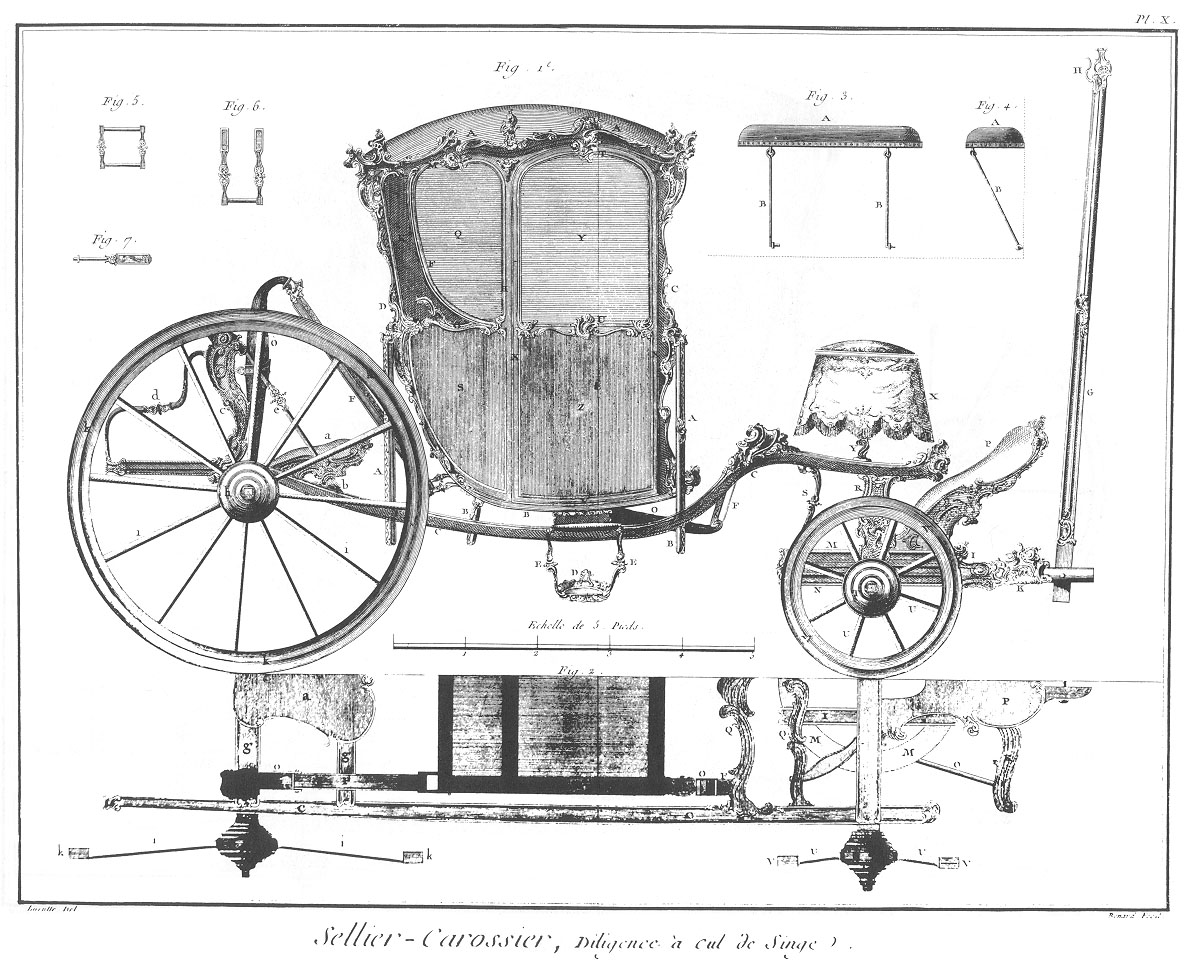 Pl. X.
Fig. 1ᵉ.
Fig. 5.
Fig. 6.
Fig. 3.
Fig. 4.
A
A
A
A
H
B
B
B
Fig. 7.
Q
Y
F
D
C
U
O
K
G
S
Z
F
C
d
e
a
A
A
X
P
Y
b
R
S
C
O
F
B
B
B
C
E
E
D
M
I
N
K
U
U
I
I
k
Echelle de 5. Pieds.
1 2 3 4 5
Fig. 2
a
P
Q
Q
I
M
M
g
g
O
P
O
P
O
C
O
k i i k
V U U V
Lucotte Del.
Benard Fecit
Sellier-Carossier, Diligence à cul de Singe.